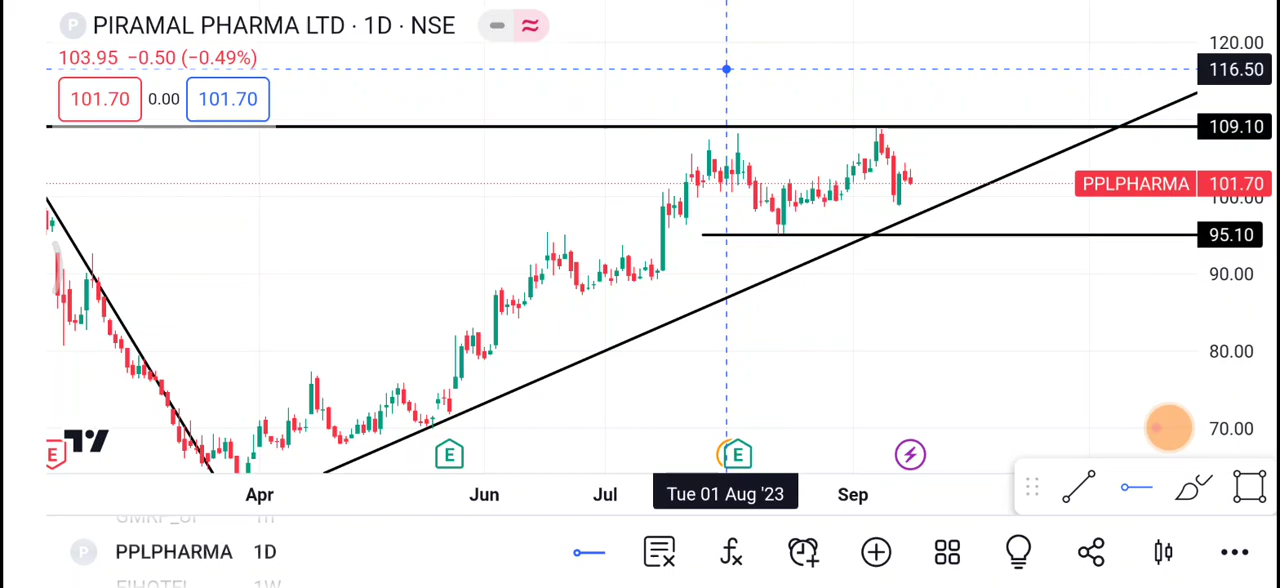 P PIRAMAL PHARMA LTD · 1D · NSE
103.95 −0.50 (−0.49%)
101.70 0.00 101.70
120.00
116.50
109.10
PPLPHARMA 101.70
100.00
95.10
90.00
80.00
70.00
E E E
Apr Jun Jul Tue 01 Aug '23 Sep
P PPLPHARMA 1D